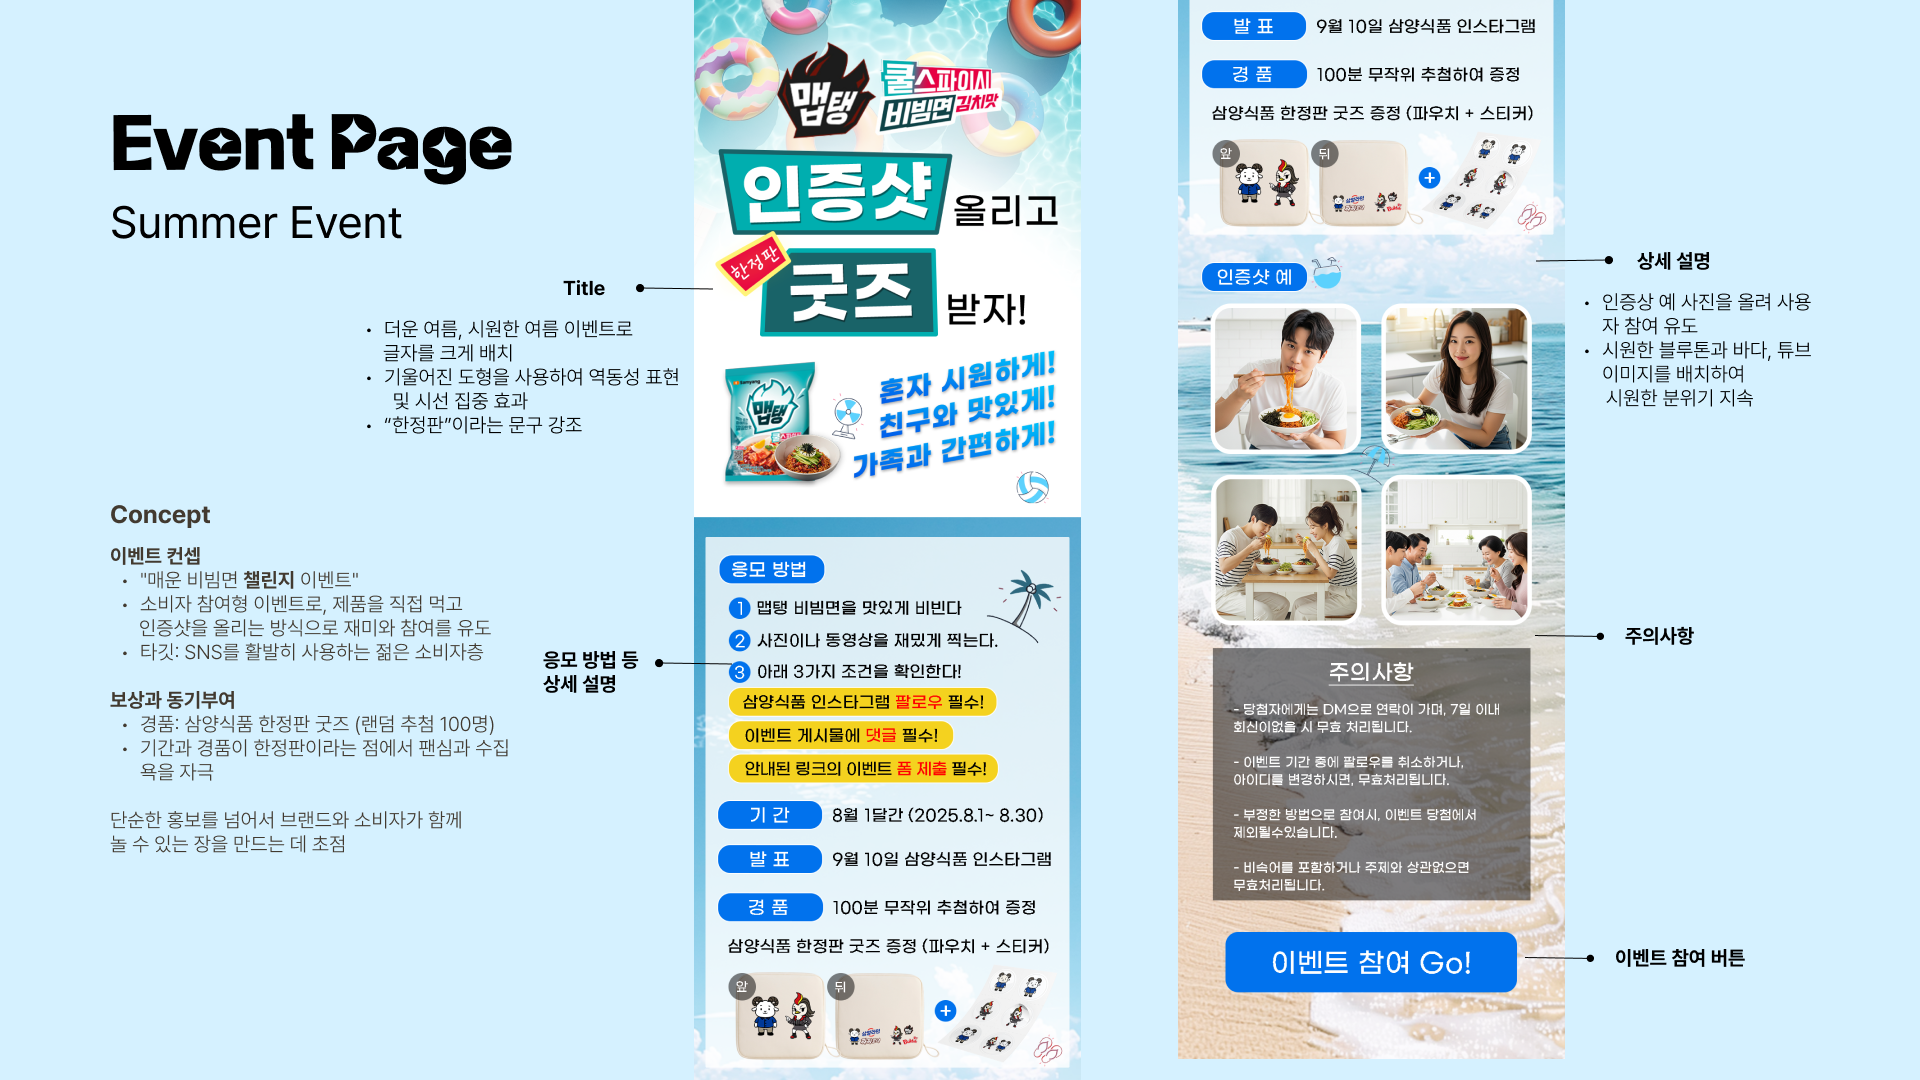 Event Page
Summer Event
Title
• 더운 여름, 시원한 여름 이벤트로
글자를 크게 배치
• 기울어진 도형을 사용하여 역동성 표현
및 시선 집중 효과
• “한정판”이라는 문구 강조
Concept
이벤트 컨셉
• "매운 비빔면 챌린지 이벤트"
• 소비자 참여형 이벤트로, 제품을 직접 먹고
인증샷을 올리는 방식으로 재미와 참여를 유도
• 타깃: SNS를 활발히 사용하는 젊은 소비자층
보상과 동기부여
• 경품: 삼양식품 한정판 굿즈 (랜덤 추첨 100명)
• 기간과 경품이 한정판이라는 점에서 팬심과 수집
욕을 자극
단순한 홍보를 넘어서 브랜드와 소비자가 함께
놀 수 있는 장을 만드는 데 초점
응모 방법 등
상세 설명
맵탱
쿨스파이시
비빔면 김치맛
인증샷 올리고
한정판
굿즈 받자!
Samyang
맵탱
혼자 시원하게!
친구와 맛있게!
가족과 간편하게!
응모 방법
1 맵탱 비빔면을 맛있게 비빈다
2 사진이나 동영상을 재밌게 찍는다.
3 아래 3가지 조건을 확인한다!
삼양식품 인스타그램 팔로우 필수!
이벤트 게시물에 댓글 필수!
안내된 링크의 이벤트 폼 제출 필수!
기 간 8월 1달간 (2025.8.1~ 8.30)
발 표 9월 10일 삼양식품 인스타그램
경 품 100분 무작위 추첨하여 증정
삼양식품 한정판 굿즈 증정 (파우치 + 스티커)
앞 뒤
+
발 표 9월 10일 삼양식품 인스타그램
경 품 100분 무작위 추첨하여 증정
삼양식품 한정판 굿즈 증정 (파우치 + 스티커)
앞 뒤
+
인증샷 예
주의사항
- 당첨자에게는 DM으로 연락이 가며, 7일 이내
회신이없을 시 무효 처리됩니다.
- 이벤트 기간 중에 팔로우를 취소하거나,
아이디를 변경하시면, 무효처리됩니다.
- 부정한 방법으로 참여시, 이벤트 당첨에서
제외될수있습니다.
- 비속어를 포함하거나 주제와 상관없으면
무효처리됩니다.
이벤트 참여 Go!
상세 설명
• 인증상 예 사진을 올려 사용
자 참여 유도
• 시원한 블루톤과 바다, 튜브
이미지를 배치하여
시원한 분위기 지속
주의사항
이벤트 참여 버튼